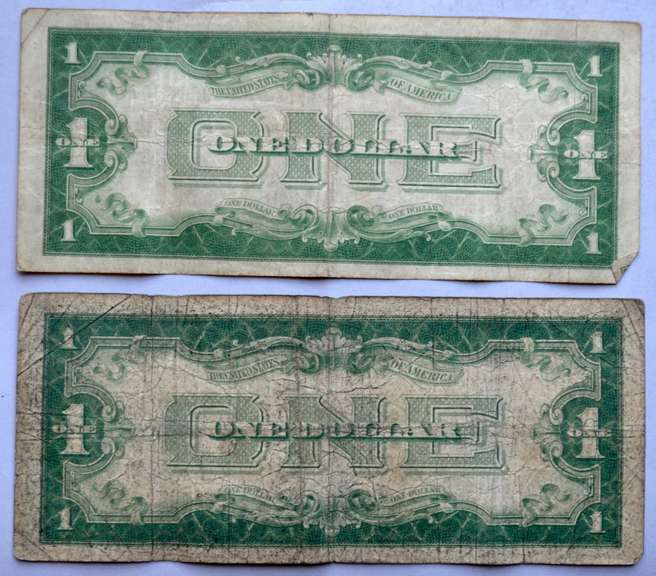 1 1
THE UNITED STATES OF AMERICA
ONE
1 ONE ONE DOLLAR 1 ONE
ONE DOLLAR ONE DOLLAR
1 1
1 1
THE UNITED STATES OF AMERICA
ONE
1 ONE ONE DOLLAR 1 ONE
ONE DOLLAR ONE DOLLAR
1 1